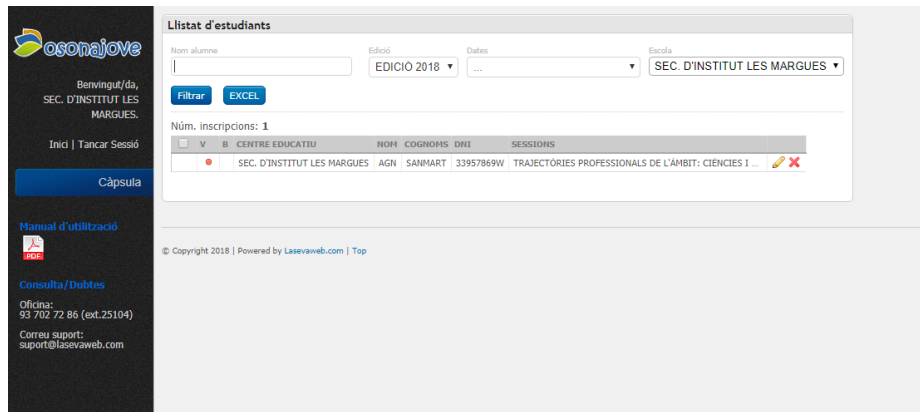 osonajove
Benvingut/da,
SEC. D'INSTITUT LES
MARGUES.
Inici | Tancar Sessió
Càpsula
Manual d'utilització
PDF
Consulta/Dubtes
Oficina:
93 702 72 86 (ext.25104)
Correu suport:
suport@lasevaweb.com
Llistat d'estudiants
Nom alumne Edició Dates Escola
EDICIÓ 2018 ... SEC. D'INSTITUT LES MARGUES
Filtrar EXCEL
Núm. inscripcions: 1
V B CENTRE EDUCATIU NOM COGNOMS DNI SESSIONS
SEC. D'INSTITUT LES MARGUES AGN SANMART 33957869W TRAJECTÒRIES PROFESSIONALS DE L'ÀMBIT: CIÈNCIES I ...
© Copyright 2018 | Powered by Lasevaweb.com | Top